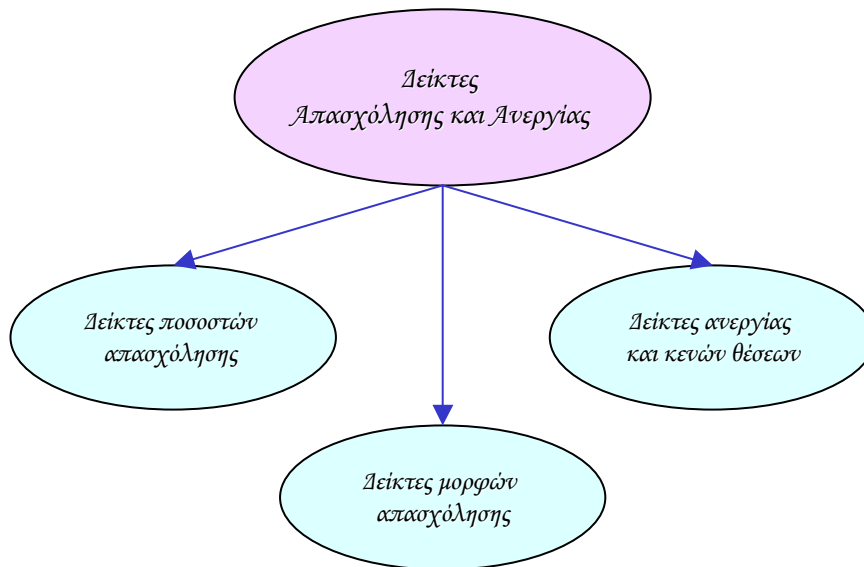 Δείκτες
Απασχόλησης και Ανεργίας
Δείκτες ποσοστών
απασχόλησης
Δείκτες ανεργίας
και κενών θέσεων
Δείκτες μορφών
απασχόλησης